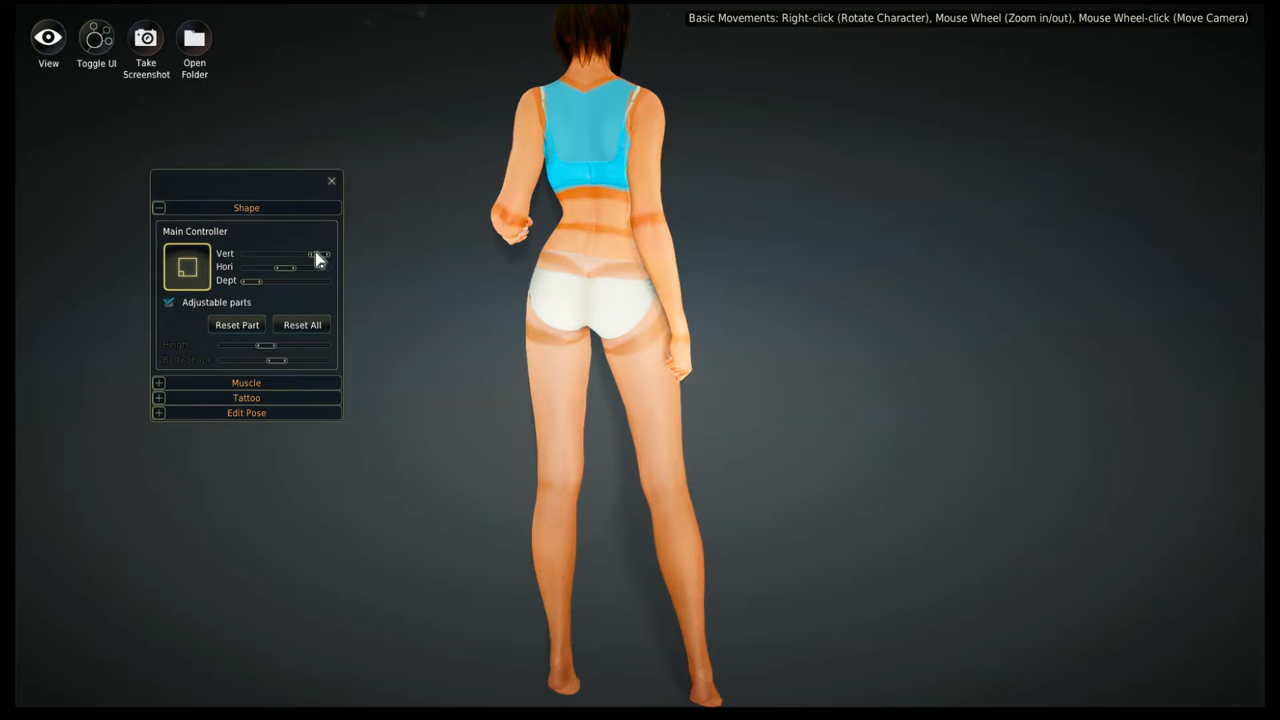 Basic Movements: Right-click (Rotate Character), Mouse Wheel (Zoom in/out), Mouse Wheel-click (Move Camera)
View
Toggle UI
Take Screenshot
Open Folder
Shape
Main Controller
Vert
Hori
Dept
Adjustable parts
Reset Part
Reset All
Height
Body Shape
Muscle
Tattoo
Edit Pose